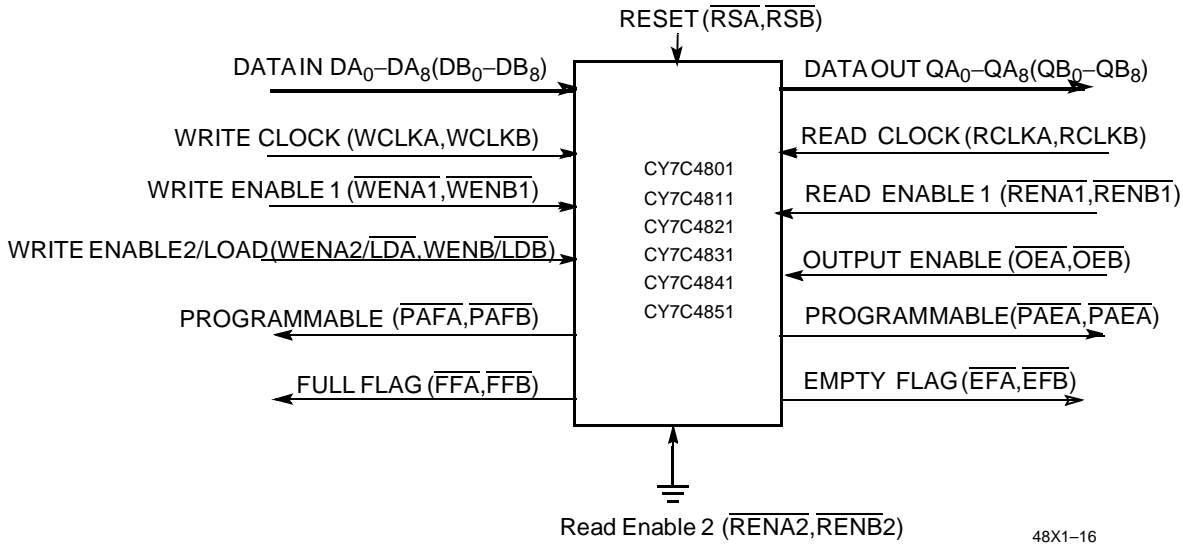 RESET (RSA,RSB)
DATA IN DA0–DA8(DB0–DB8)
DATA OUT QA0–QA8(QB0–QB8)
WRITE CLOCK (WCLKA,WCLKB)
READ CLOCK (RCLKA,RCLKB)
WRITE ENABLE 1 (WENA1,WENB1)
READ ENABLE 1 (RENA1,RENB1)
WRITE ENABLE2/LOAD(WENA2/LDA,WENB/LDB)
OUTPUT ENABLE (OEA,OEB)
PROGRAMMABLE (PAFA,PAFB)
PROGRAMMABLE(PAEA,PAEA)
FULL FLAG (FFA,FFB)
EMPTY FLAG (EFA,EFB)
CY7C4801
CY7C4811
CY7C4821
CY7C4831
CY7C4841
CY7C4851
Read Enable 2 (RENA2,RENB2)
48X1–16